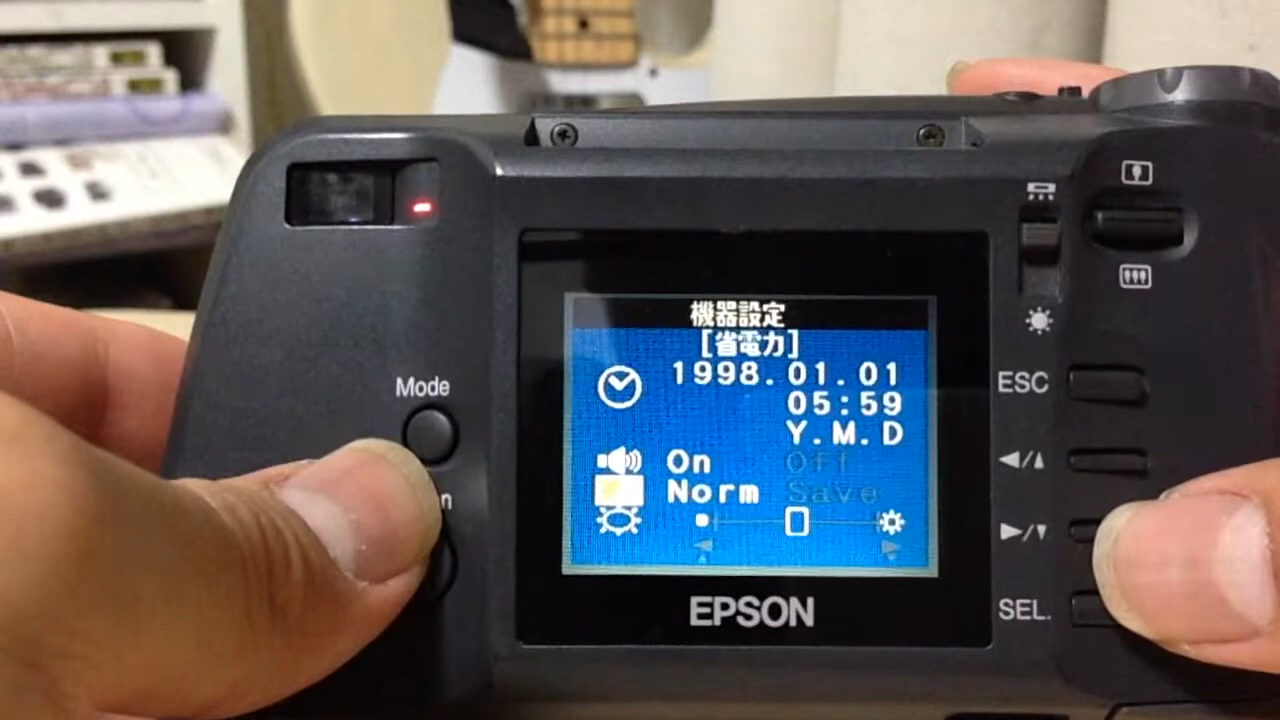 機器設定
[省電力]
1998.01.01
05:59
Y.M.D
On Off
Norm Save
EPSON
Mode
ESC
SEL.